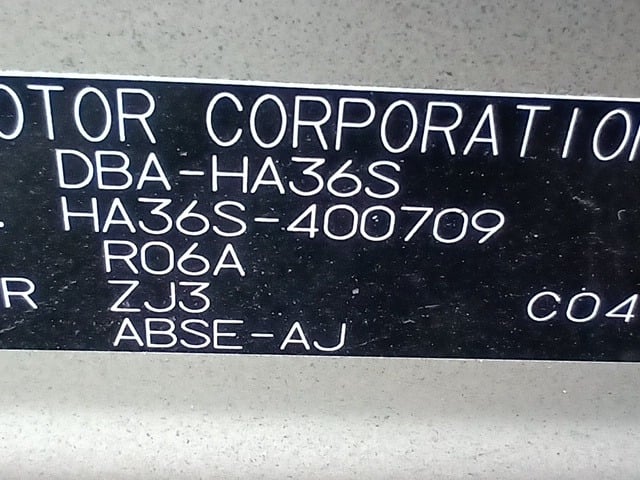 OTOR CORPORATION
DBA-HA36S
HA36S-400709
R06A
R ZJ3 C04
ABSE-AJ